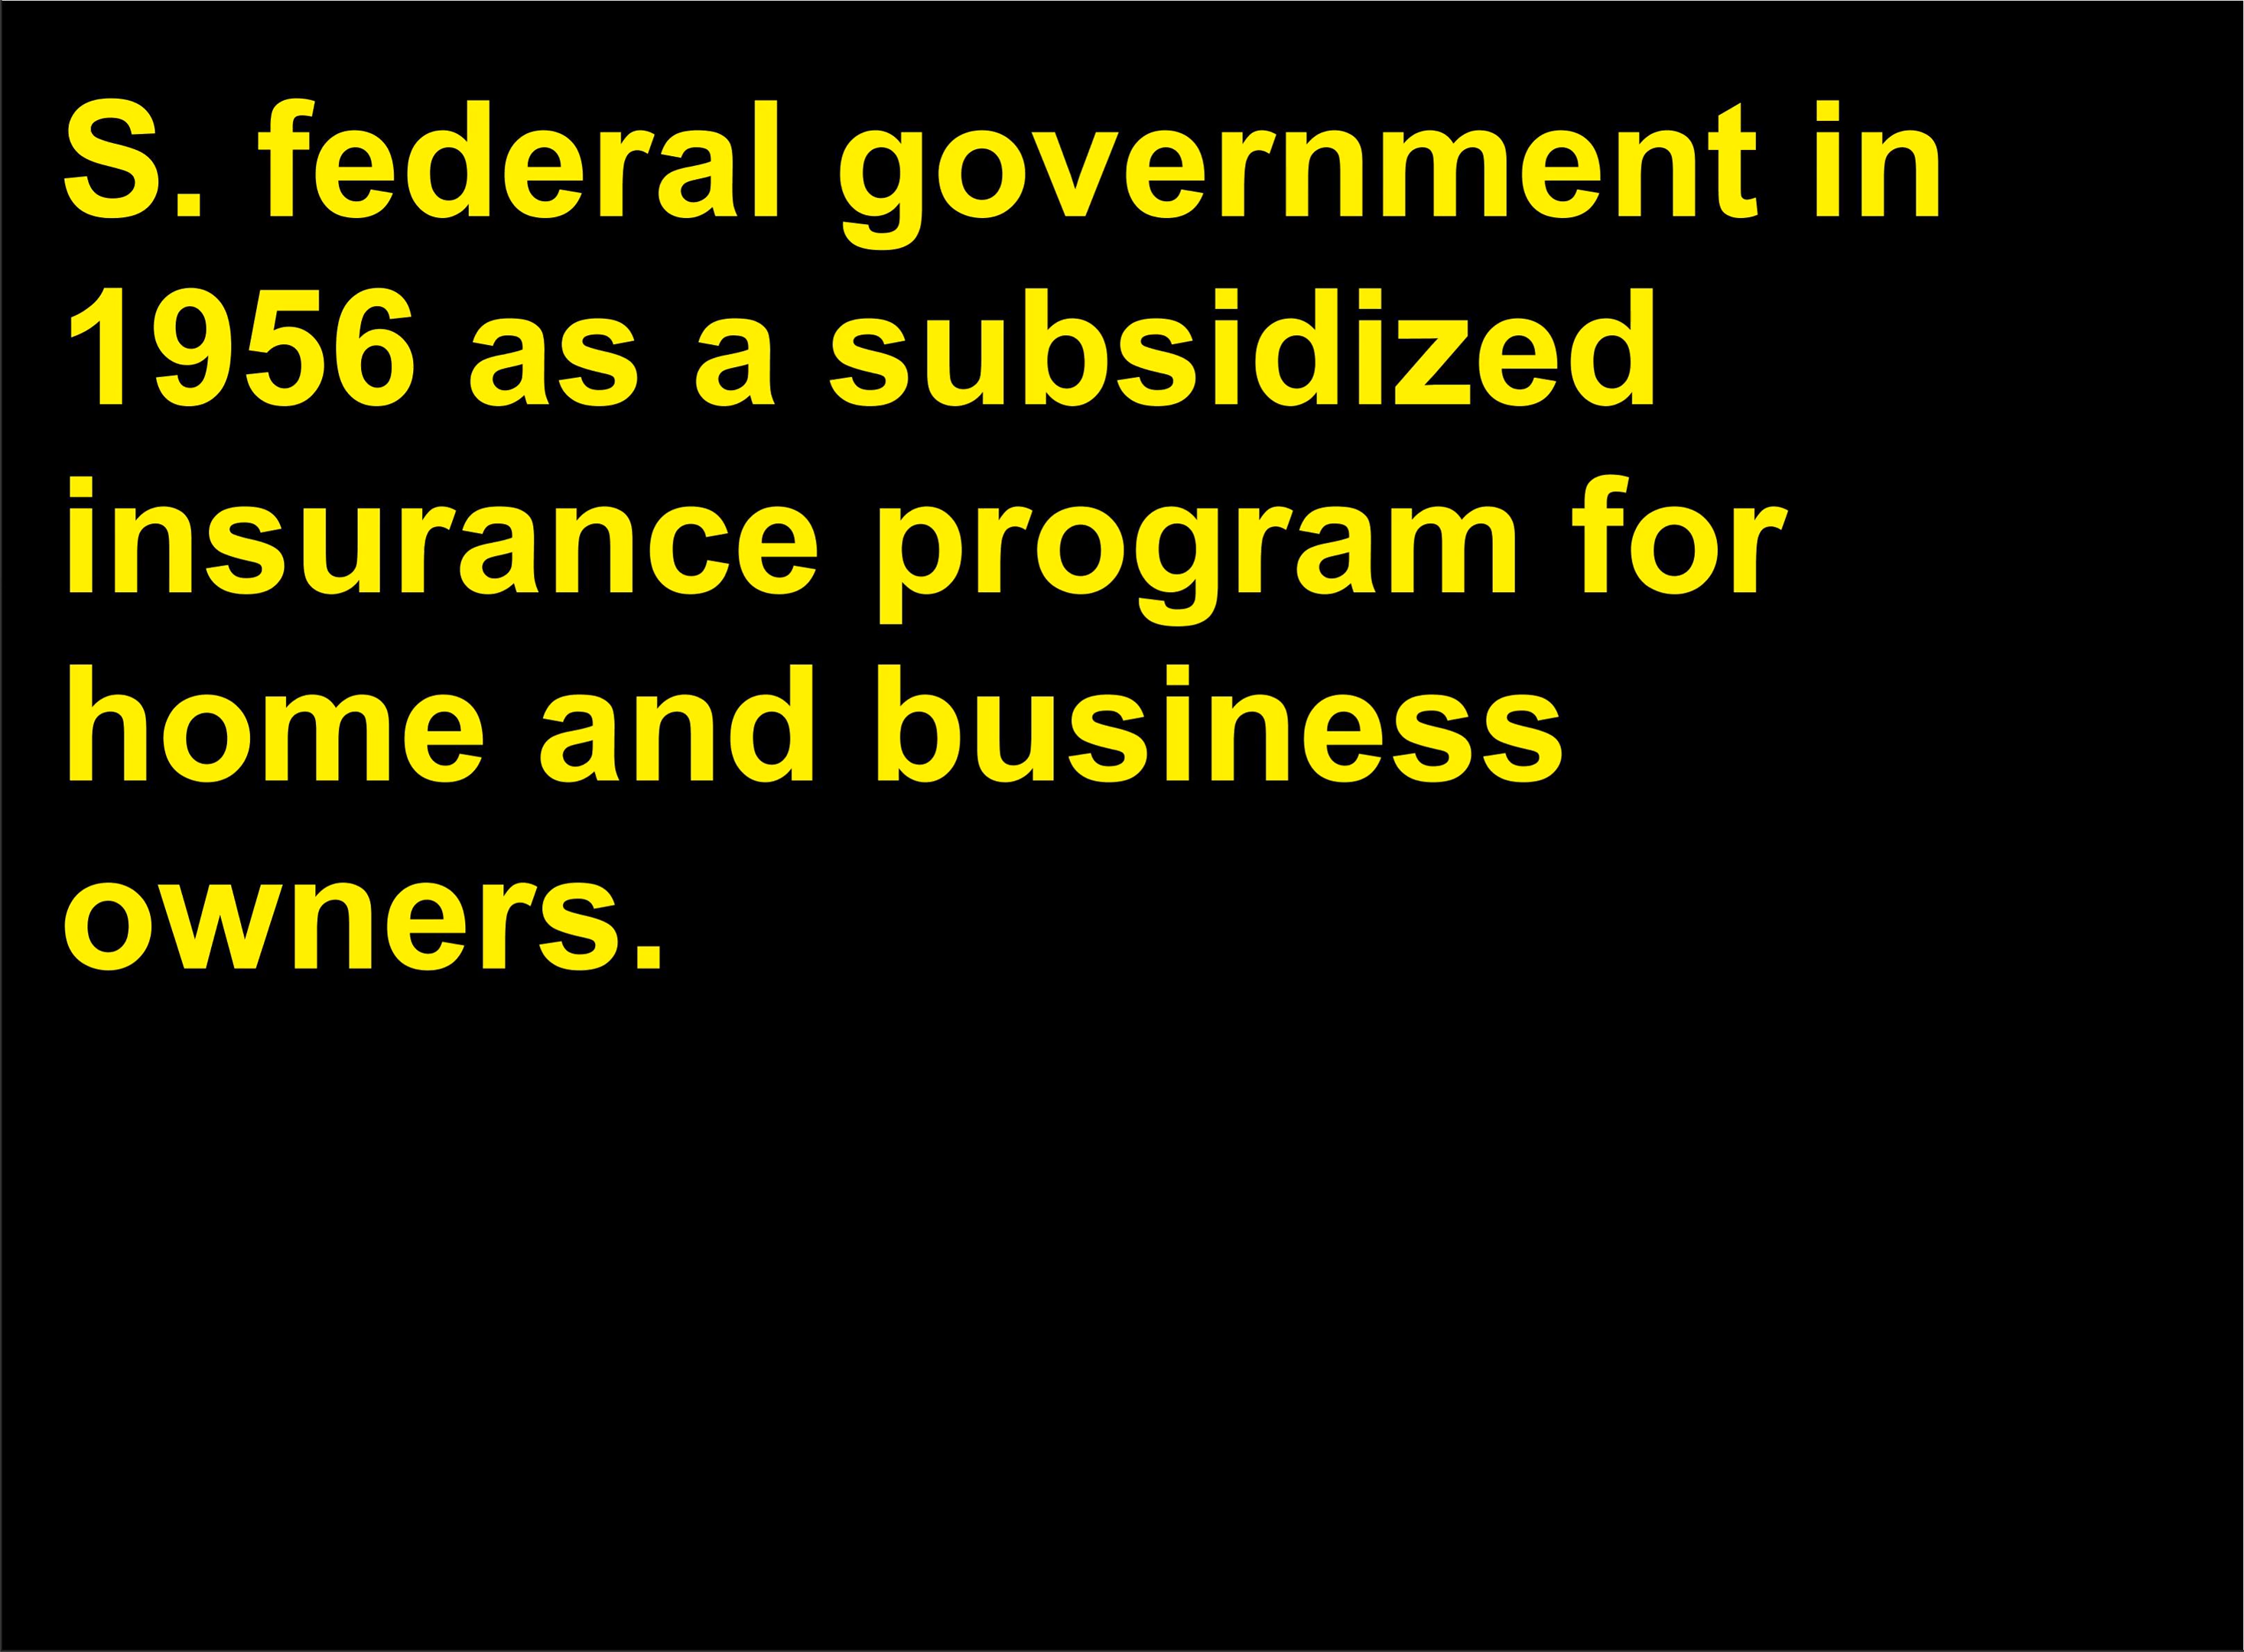 S. federal government in
1956 as a subsidized
insurance program for
home and business
owners.